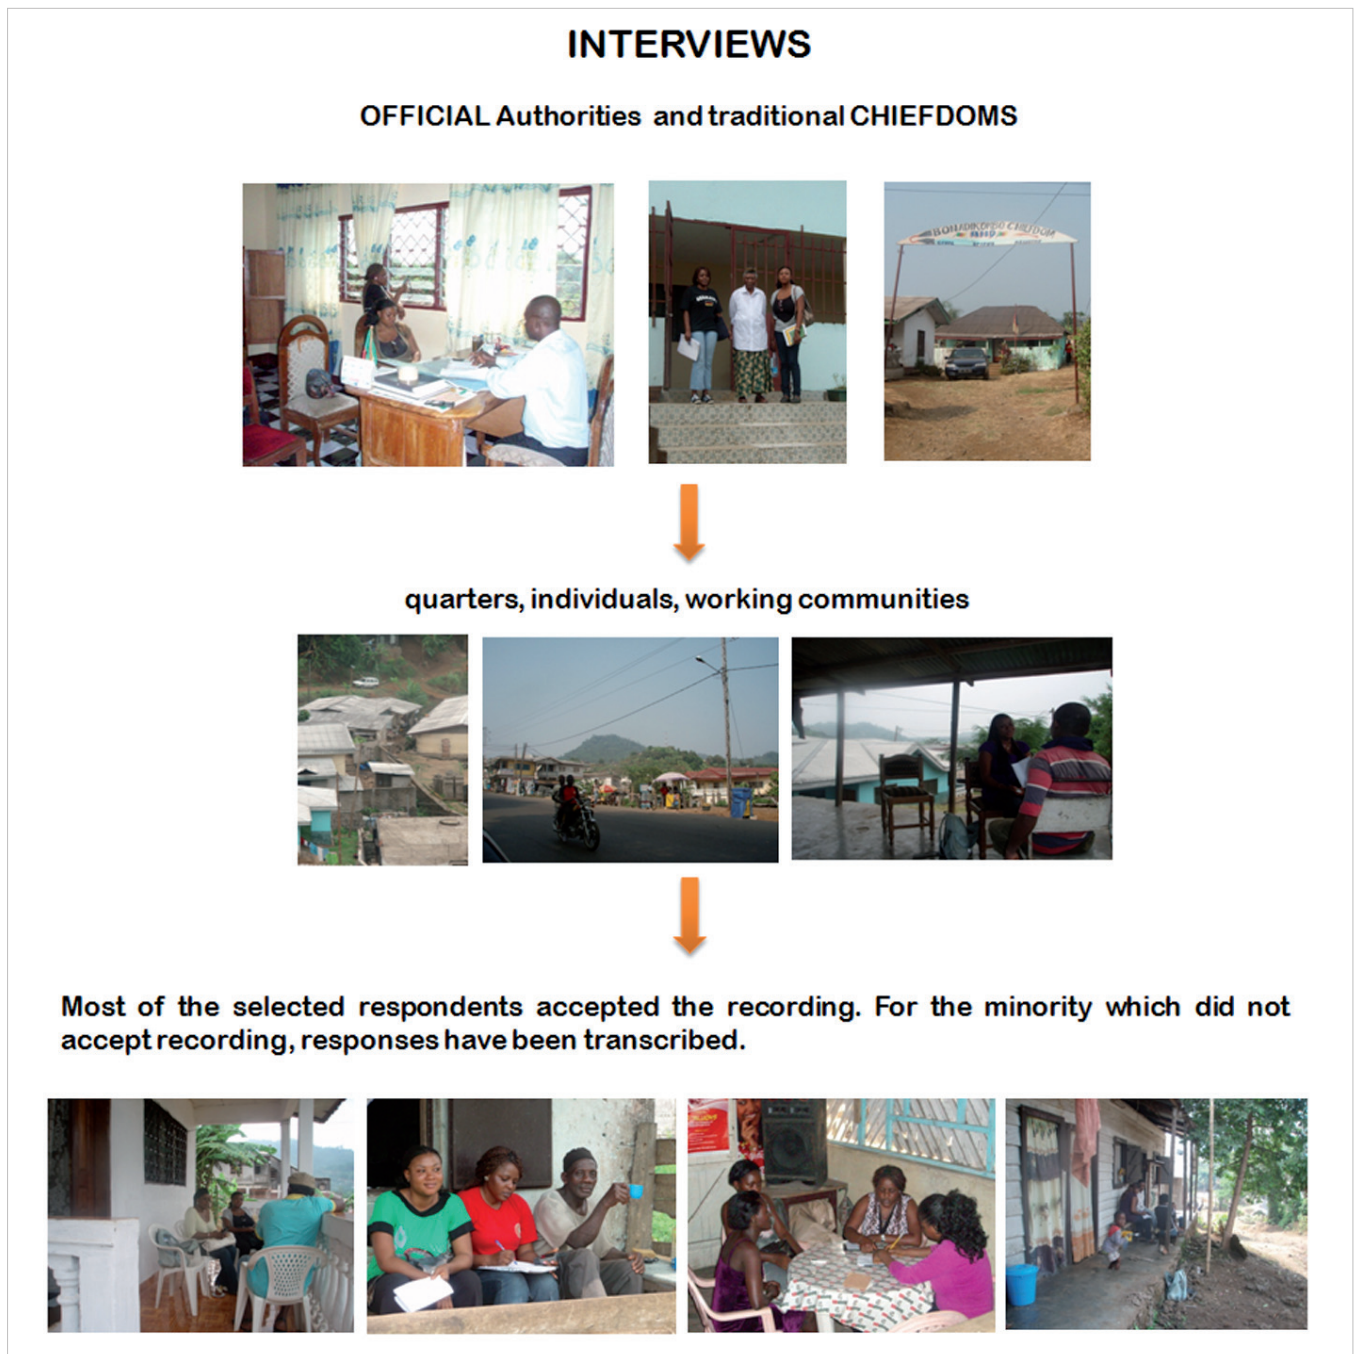 INTERVIEWS
OFFICIAL Authorities and traditional CHIEFDOMS
CHIEFDOM
quarters, individuals, working communities
Most of the selected respondents accepted the recording. For the minority which did not
accept recording, responses have been transcribed.